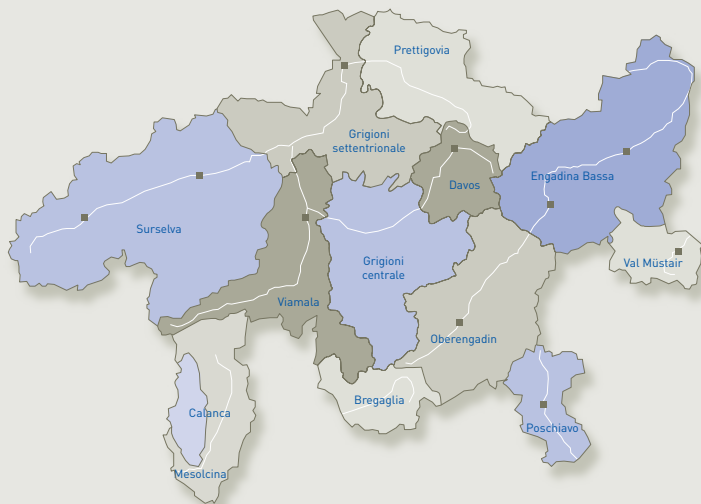 Prettigovia
Grigioni
settentrionale
Engadina Bassa
Davos
Surselva
Grigioni
centrale
Val Müstair
Viamala
Oberengadin
Bregaglia
Calanca
Poschiavo
Mesolcina